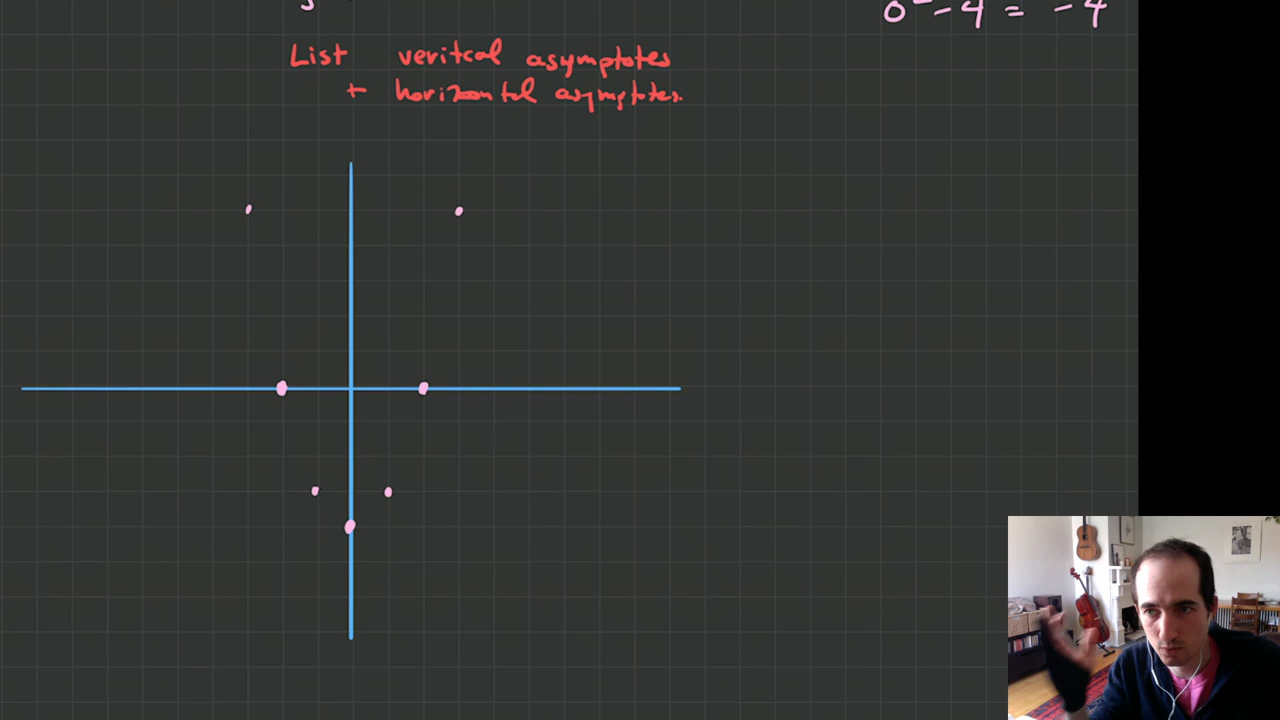 0² - 4 = -4
List veritcal asymptotes
+ horizontal asymptotes.